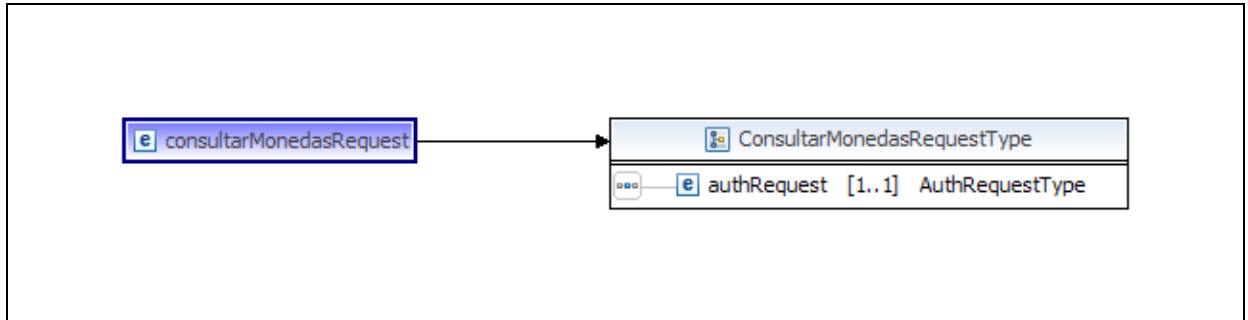 e consultarMonedasRequest
ConsultarMonedasRequestType
e authRequest [1..1] AuthRequestType